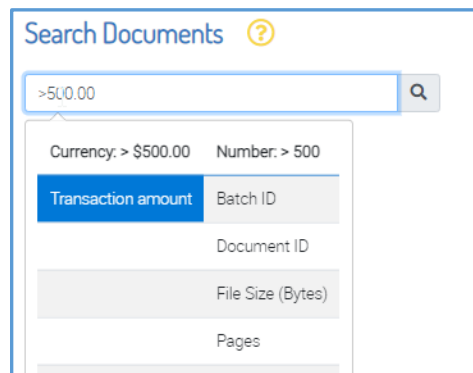 Search Documents ?
>500.00
Currency: > $500.00 Number: > 500
Transaction amount Batch ID
Document ID
File Size (Bytes)
Pages